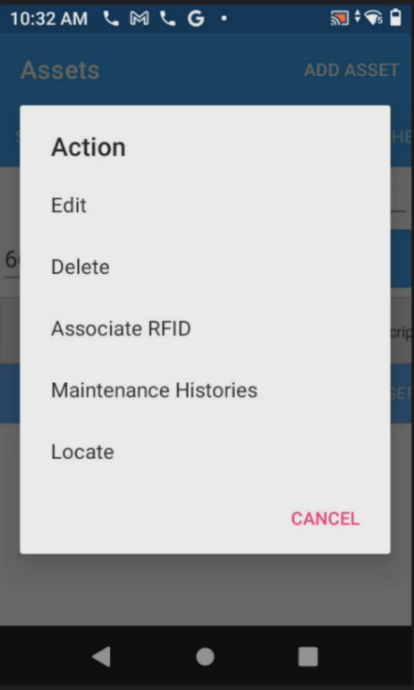 10:32 AM
Assets
ADD ASSET
Action
Edit
Delete
Associate RFID
Maintenance Histories
Locate
CANCEL